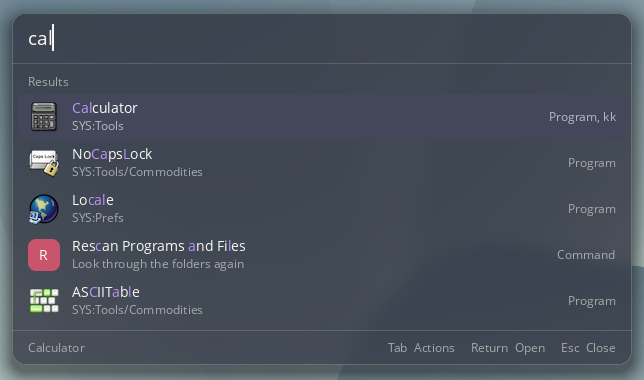 cal
Results
Calculator
SYS:Tools
Program, kk
Caps Lock
NoCapsLock
SYS:Tools/Commodities
Program
Locale
SYS:Prefs
Program
R
Rescan Programs and Files
Look through the folders again
Command
ASCIITable
SYS:Tools/Commodities
Program
Calculator
Tab Actions Return Open Esc Close